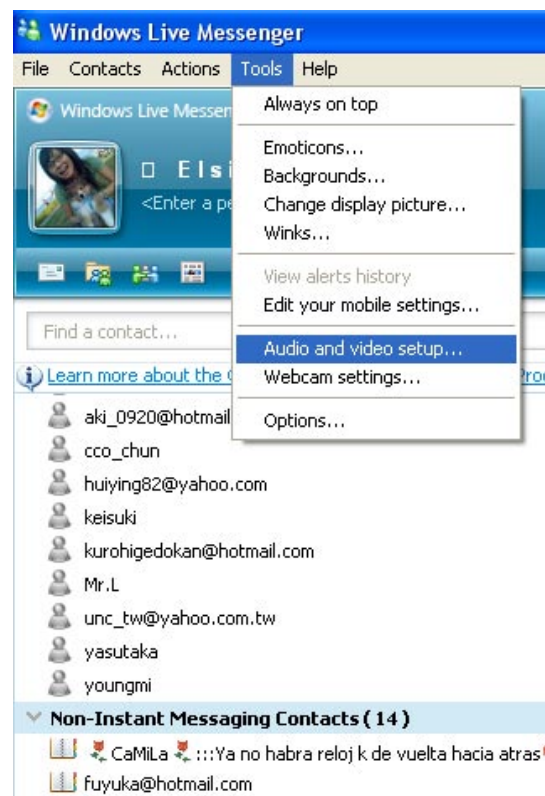 Windows Live Messenger
File Contacts Actions Tools Help
Windows Live Messen
Elsi
<Enter a pe
Always on top
Emoticons...
Backgrounds...
Change display picture...
Winks...
View alerts history
Edit your mobile settings...
Audio and video setup...
Webcam settings...
Options...
Find a contact...
Learn more about the
aki_0920@hotmail
cco_chun
huiying82@yahoo.com
keisuki
kurohigedokan@hotmail.com
Mr.L
unc_tw@yahoo.com.tw
yasutaka
youngmi
Non-Instant Messaging Contacts ( 14 )
CaMiLa :::Ya no habra reloj k de vuelta hacia atras
fuyuka@hotmail.com